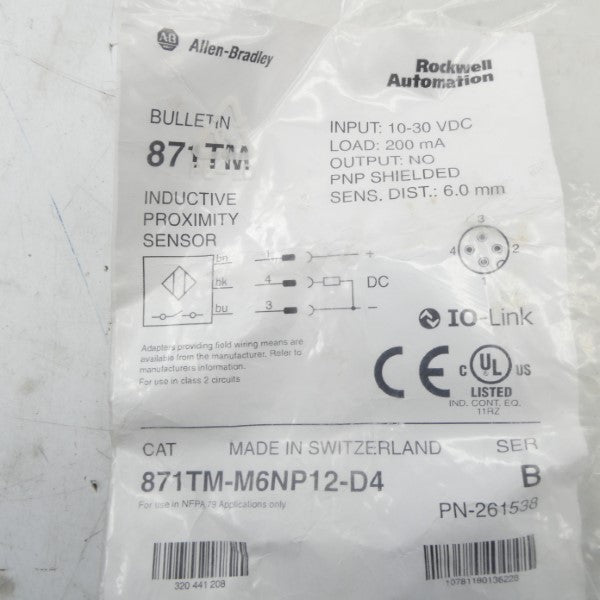 AB Allen-Bradley
Rockwell
Automation
BULLETIN
871TM
INDUCTIVE
PROXIMITY
SENSOR
INPUT: 10-30 VDC
LOAD: 200 mA
OUTPUT: NO
PNP SHIELDED
SENS. DIST.: 6.0 mm
bn 1 +
bk 4 DC
bu 3 −
3
4 2
1
IO-Link
Adapters providing field wiring means are
available from the manufacturer. Refer to
manufacturers information.
For use in class 2 circuits
CE
C UL US
LISTED
IND. CONT. EQ.
11RZ
CAT MADE IN SWITZERLAND SER
871TM-M6NP12-D4 B
For use in NFPA 79 Applications only
PN-261538
320 441 208
10781180136228